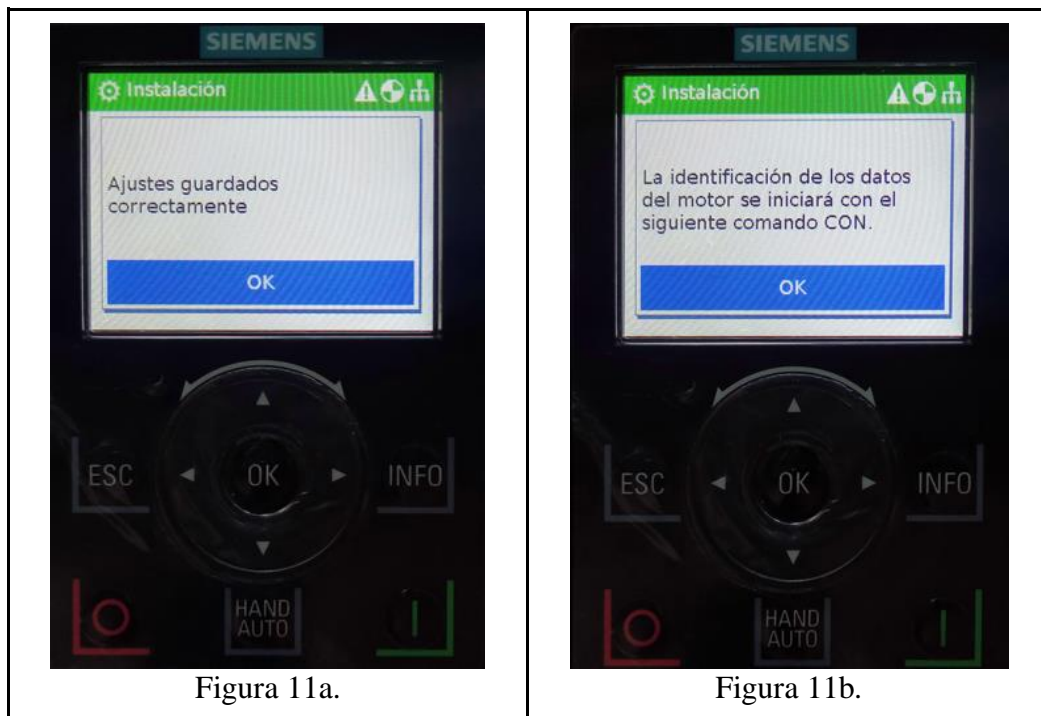 SIEMENS
Instalación
Ajustes guardados
correctamente
OK
ESC
OK
INFO
HAND
AUTO
Figura 11a.
SIEMENS
Instalación
La identificación de los datos
del motor se iniciará con el
siguiente comando CON.
OK
ESC
OK
INFO
HAND
AUTO
Figura 11b.